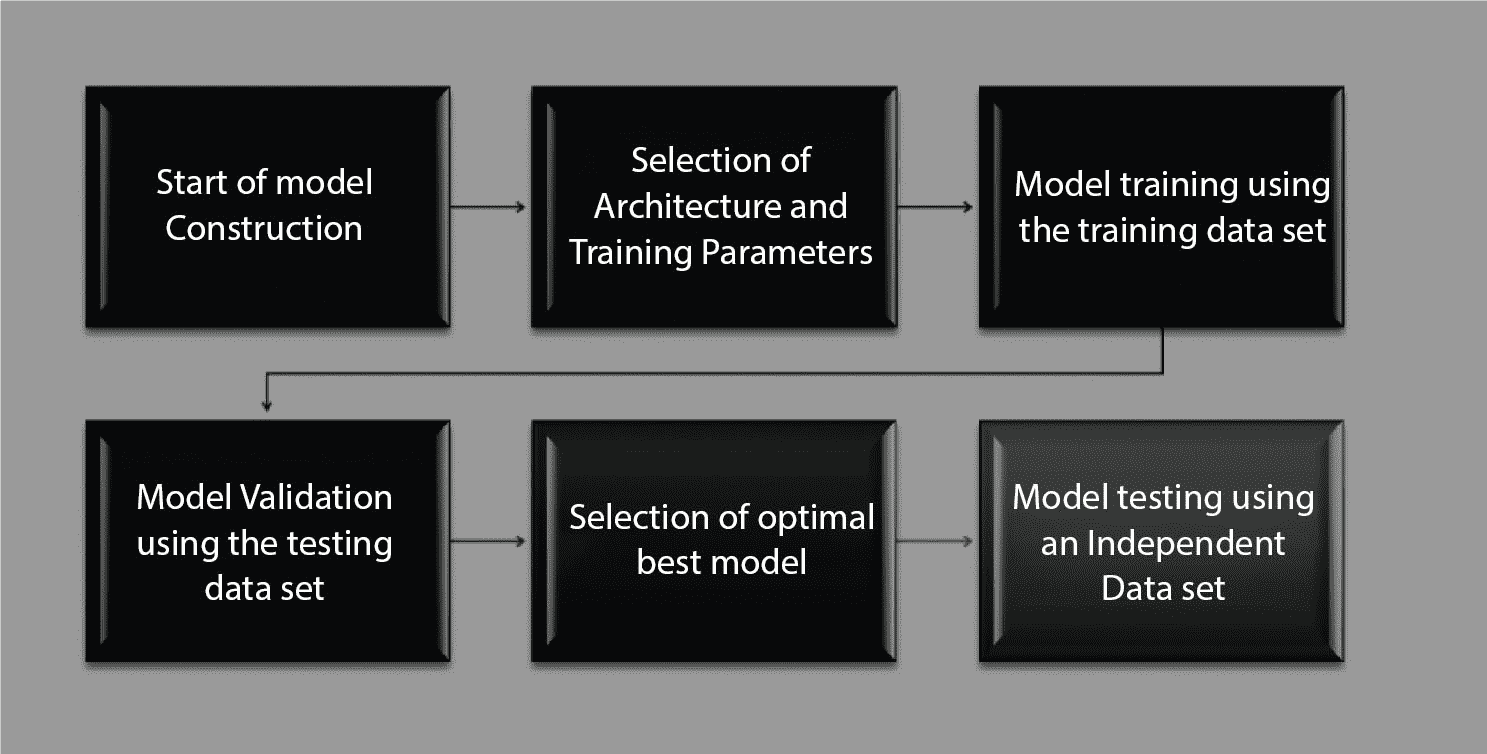 Start of model
Construction
Selection of
Architecture and
Training Parameters
Model training using
the training data set
Model Validation
using the testing
data set
Selection of optimal
best model
Model testing using
an Independent
Data set